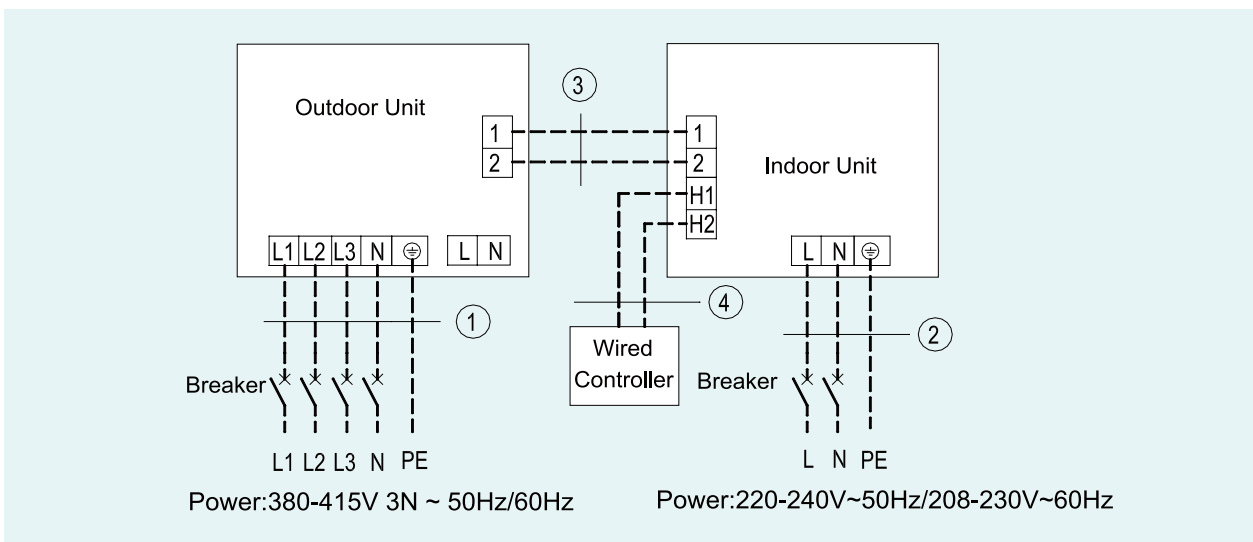 3
Outdoor Unit
1
2
1
2
H1
H2
Indoor Unit
L1 L2 L3 N
L N
L N
4
1
2
Wired
Controller
Breaker
Breaker
L1 L2 L3 N PE
L N PE
Power:380-415V 3N ~ 50Hz/60Hz
Power:220-240V~50Hz/208-230V~60Hz